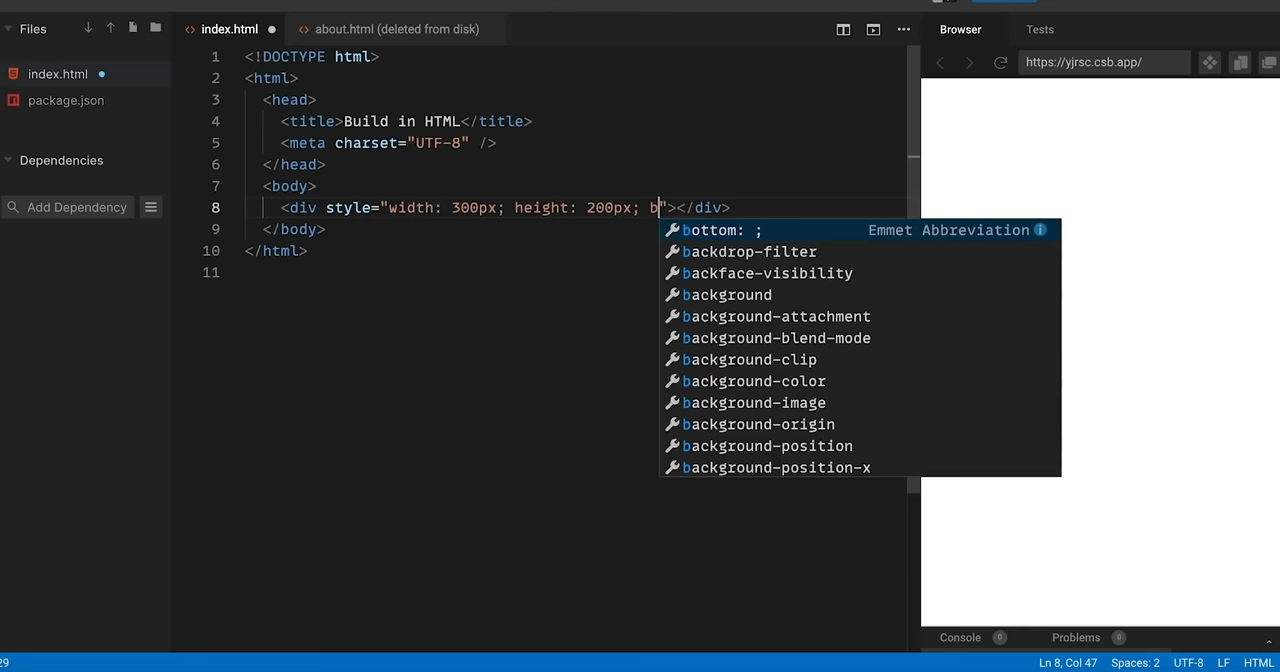 Files
index.html
about.html (deleted from disk)
Browser
Tests
index.html
package.json
Dependencies
Add Dependency
https://yjrsc.csb.app/
1 <!DOCTYPE html>
2 <html>
3 <head>
4 <title>Build in HTML</title>
5 <meta charset="UTF-8" />
6 </head>
7 <body>
8 <div style="width: 300px; height: 200px; b"></div>
9 </body>
10 </html>
11
bottom: ; Emmet Abbreviation
backdrop-filter
backface-visibility
background
background-attachment
background-blend-mode
background-clip
background-color
background-image
background-origin
background-position
background-position-x
Console 0 Problems 0
29 Ln 8, Col 47 Spaces: 2 UTF-8 LF HTML